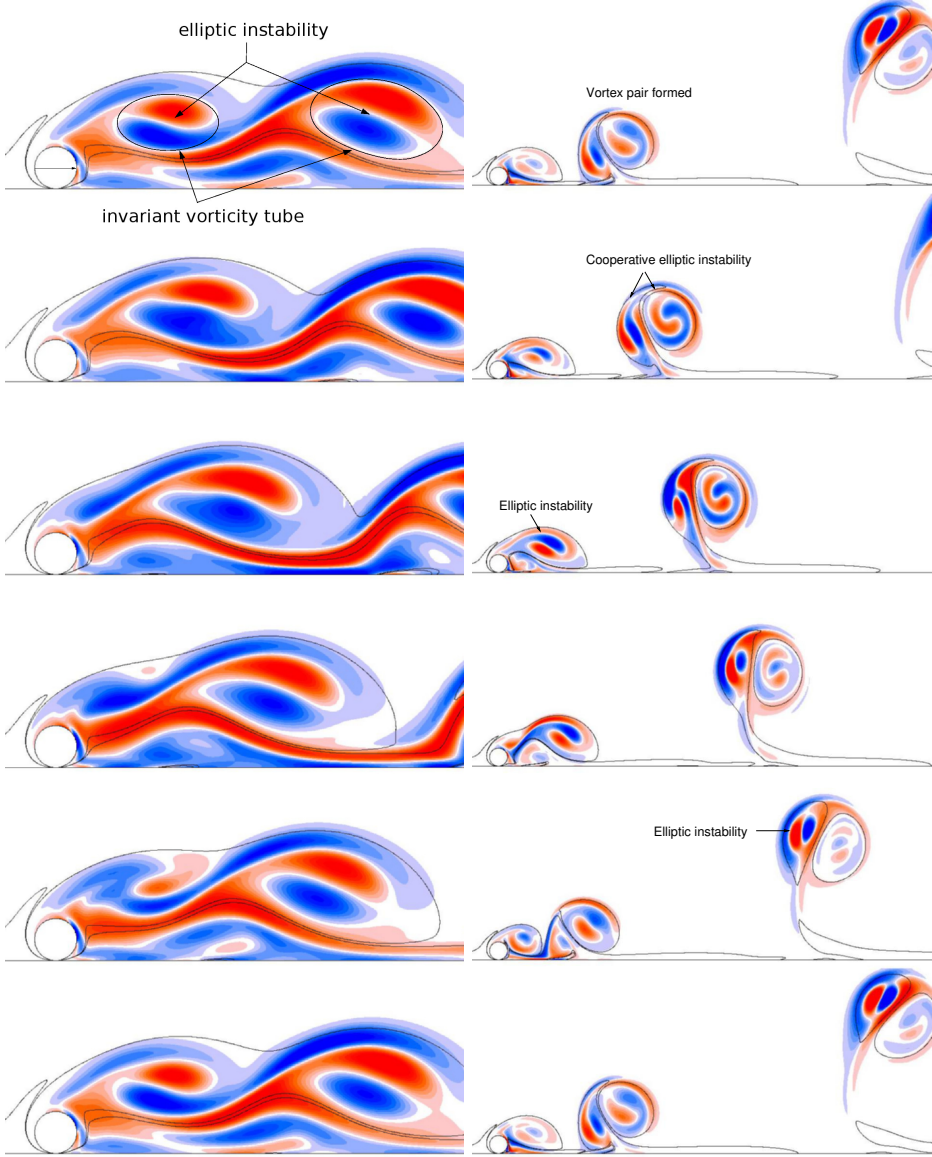 elliptic instability
invariant vorticity tube
Vortex pair formed
Cooperative elliptic instability
Elliptic instability
Elliptic instability